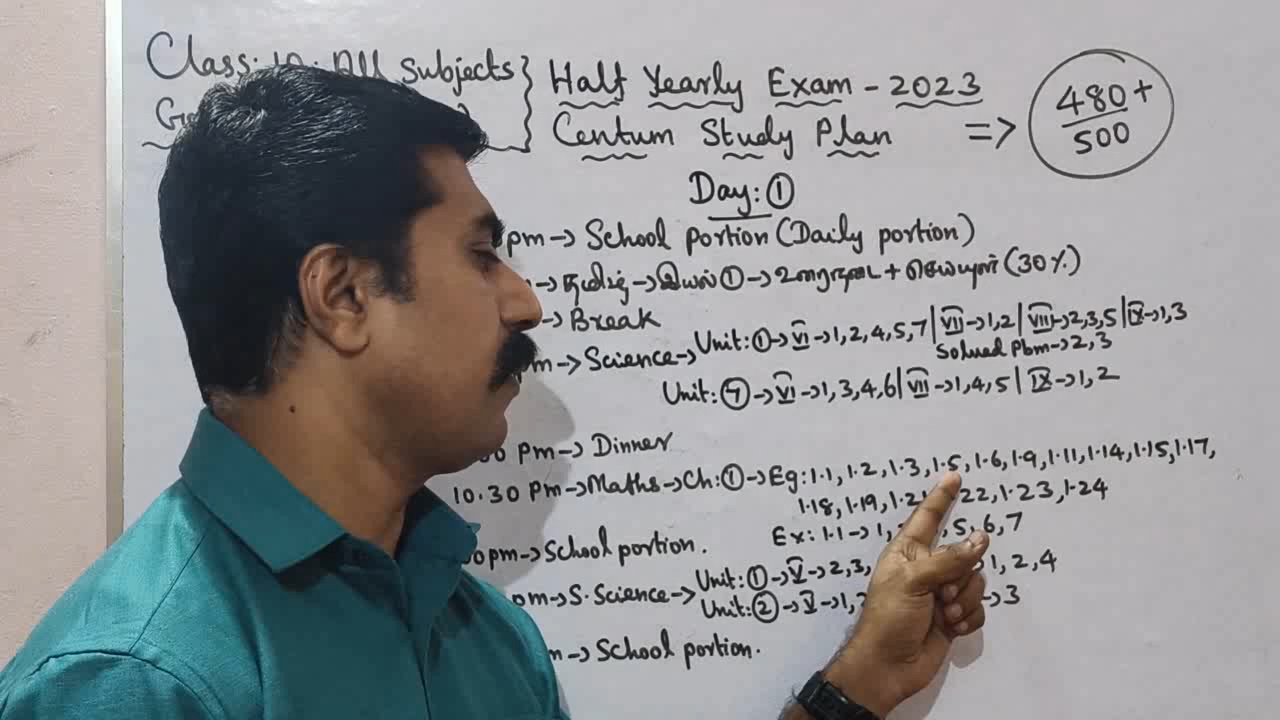 Class: 10: All Subjects } Half Yearly Exam - 2023
Centum Study Plan => 480+/500
Day: ①
pm → School portion (Daily portion)
→ தமிழ் → இயல் ① → உரைநடை + செய்யுள் (30%)
→ Break
pm → Science → Unit: ① → VI → 1, 2, 4, 5, 7 | VII → 1, 2 | VIII → 2, 3, 5 | IX → 1, 3
Solved Pbm → 2, 3
Unit: ⑦ → VI → 1, 3, 4, 6 | VII → 1, 4, 5 | IX → 1, 2
00 pm → Dinner
10.30 pm → Maths → Ch: ① → Eg: 1.1, 1.2, 1.3, 1.5, 1.6, 1.9, 1.11, 1.14, 1.15, 1.17,
1.18, 1.19, 22, 1.23, 1.24
Ex: 1.1 → 1, 5, 6, 7
00pm → School portion.
pm → S. Science → Unit: ① → V → 2, 3, 1, 2, 4
Unit: ② → V → 1, → 3
→ School portion.